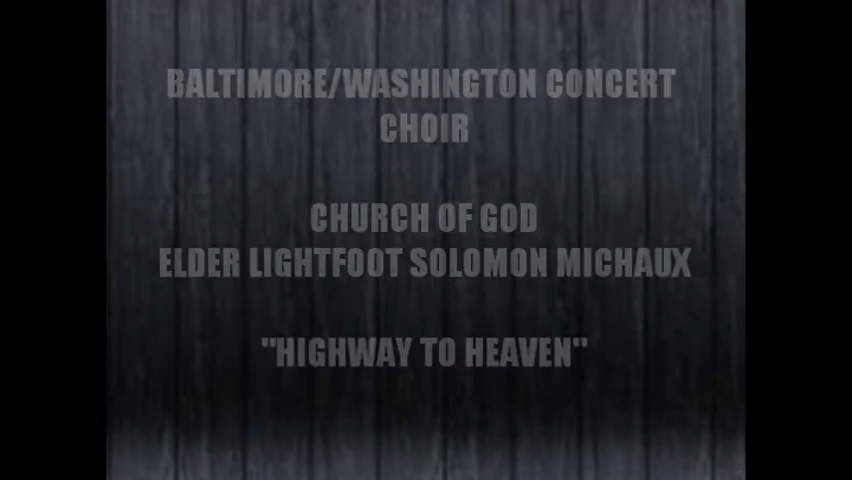 BALTIMORE/WASHINGTON CONCERT
CHOIR
CHURCH OF GOD
ELDER LIGHTFOOT SOLOMON MICHAUX
"HIGHWAY TO HEAVEN"